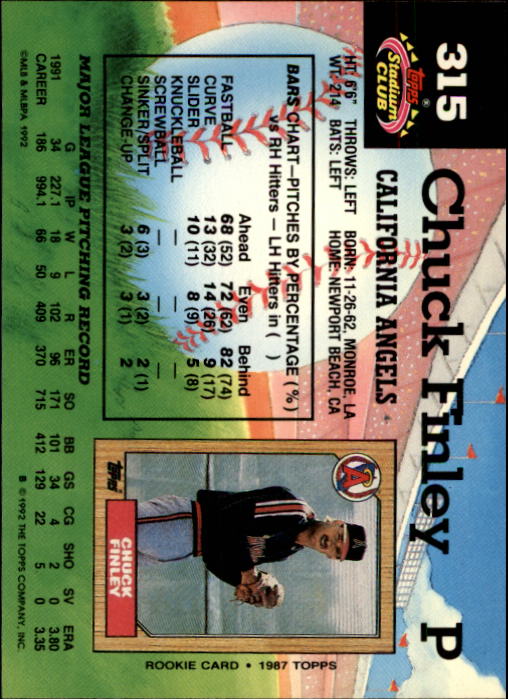 315
Chuck Finley P
Topps®
Stadium
CLUB
CALIFORNIA ANGELS
HT: 6'6" THROWS: LEFT BORN: 11-26-62, MONROE, LA
WT: 214 BATS: LEFT HOME: NEWPORT BEACH, CA
BARS CHART—PITCHES BY PERCENTAGE (%)
vs RH Hitters — LH Hitters in ( )
Ahead Even Behind
FASTBALL 68 (52) 72 (62) 82 (74)
CURVE 13 (32) 14 (26) 9 (17)
SLIDER 10 (11) 8 (9) 5 (8)
KNUCKLEBALL — — —
SCREWBALL — — —
SINKER/SPLIT 6 (3) 3 (2) 2 (1)
CHANGE-UP 3 (2) 3 (1) 2
A
Topps
CHUCK
FINLEY
ROOKIE CARD • 1987 TOPPS
MAJOR LEAGUE PITCHING RECORD
G IP W L R ER SO BB GS CG SHO SV ERA
1991 34 227.1 18 9 102 96 171 101 34 4 2 0 3.80
CAREER 186 994.1 66 50 409 370 715 412 129 22 5 0 3.35
©MLB & MLBPA 1992 B ©1992 THE TOPPS COMPANY, INC.